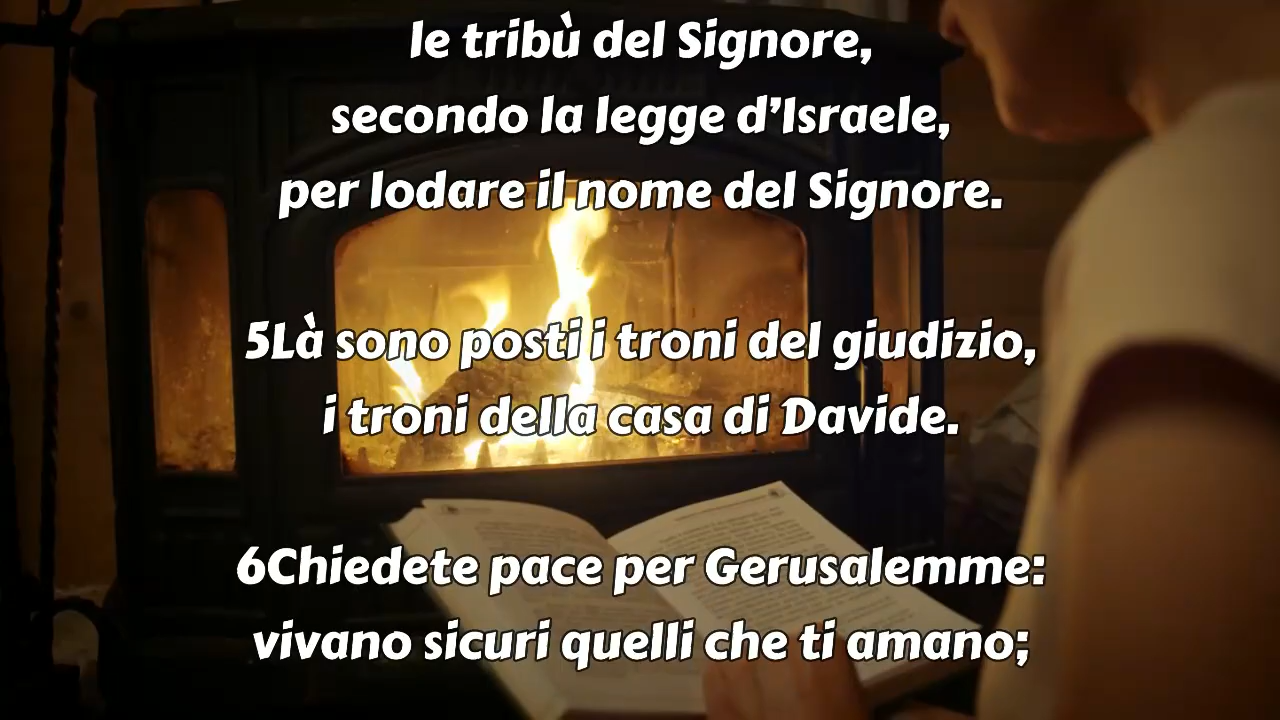 le tribù del Signore,
secondo la legge d’Israele,
per lodare il nome del Signore.
5Là sono posti i troni del giudizio,
i troni della casa di Davide.
6Chiedete pace per Gerusalemme:
vivano sicuri quelli che ti amano;